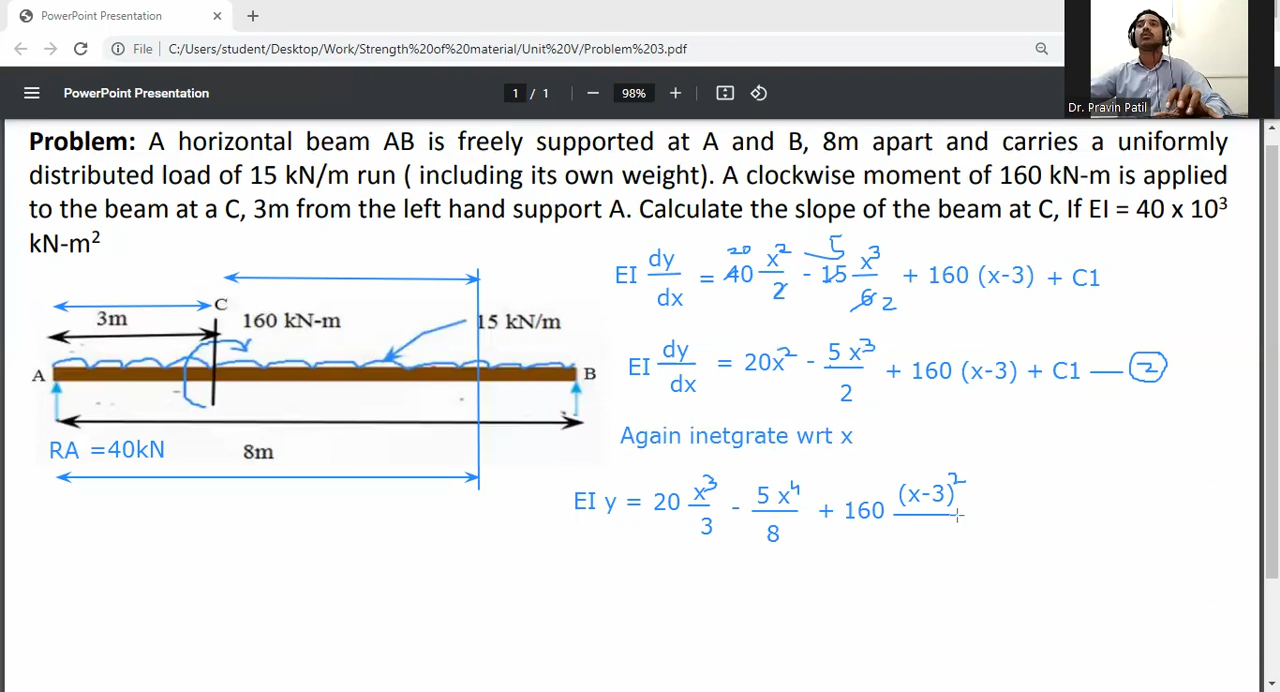 PowerPoint Presentation
File C:/Users/student/Desktop/Work/Strength%20of%20material/Unit%20V/Problem%203.pdf
PowerPoint Presentation
1 / 1
98%
Dr. Pravin Patil
Problem: A horizontal beam AB is freely supported at A and B, 8m apart and carries a uniformly
distributed load of 15 kN/m run ( including its own weight). A clockwise moment of 160 kN-m is applied
to the beam at a C, 3m from the left hand support A. Calculate the slope of the beam at C, If EI = 40 x 10³
kN-m²
C
3m
160 kN-m
15 kN/m
A
B
RA =40kN
8m
EI dy/dx = 20 40 x²/2 - 5 15 x³/6 2 + 160 (x-3) + C1
EI dy/dx = 20x² - 5 x³/2 + 160 (x-3) + C1 — 2
Again inetgrate wrt x
EI y = 20 x³/3 - 5 x⁴/8 + 160 (x-3)²